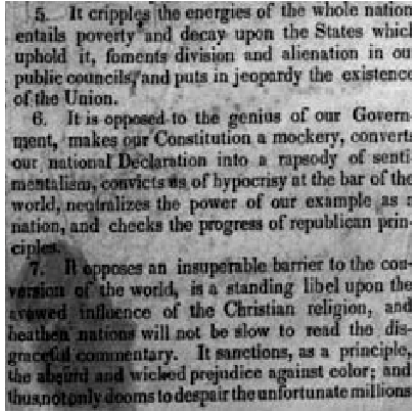 5. It cripples the energies of the whole nation
entails poverty and decay upon the States which
uphold it, foments division and alienation in our
public councils, and puts in jeopardy the existence
of the Union.
6. It is opposed to the genius of our Govern-
ment, makes our Constitution a mockery, converts
our national Declaration into a rapsody of senti-
mentalism, convicts us of hypocrisy at the bar of the
world, neutralizes the power of our example as a
nation, and checks the progress of republican prin-
ciples.
7. It opposes an insuperable barrier to the con-
version of the world, is a standing libel upon the
avowed influence of the Christian religion, and
heathen nations will not be slow to read the dis-
graceful commentary. It sanctions, as a principle,
the absurd and wicked prejudice against color; and
thus, not only dooms to despair the unfortunate millions